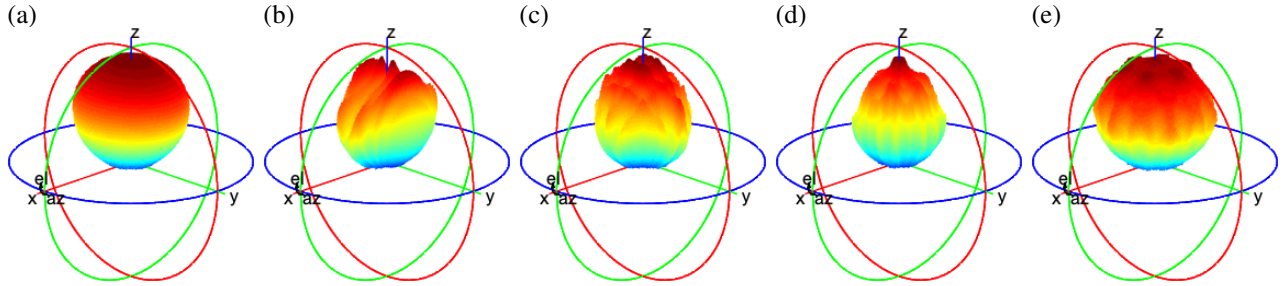 (a) (b) (c) (d) (e)
z z z z z
el el el el el
x az y x az y x az y x az y x az y